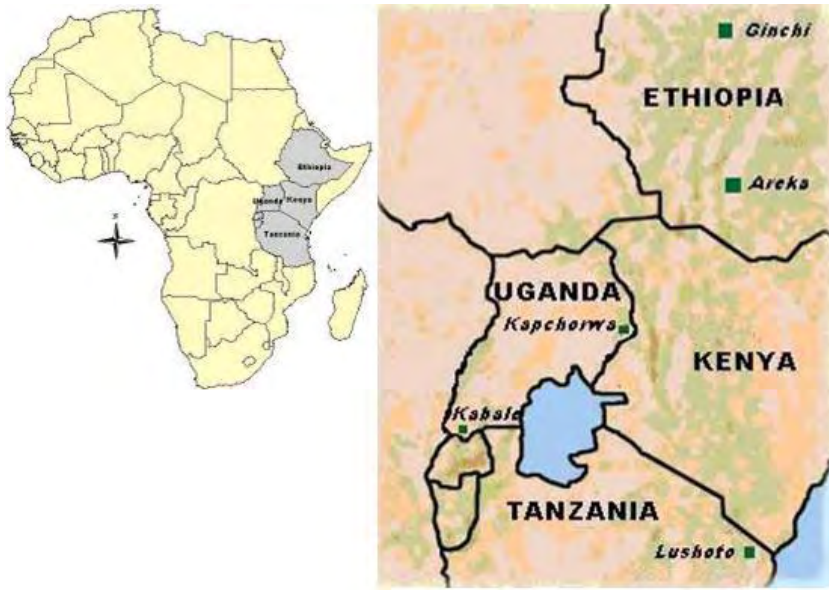 Ethiopia
Uganda Kenya
Tanzania
N
Ginchi
ETHIOPIA
Areka
UGANDA
Kapchorwa
KENYA
Kabale
TANZANIA
Lushoto